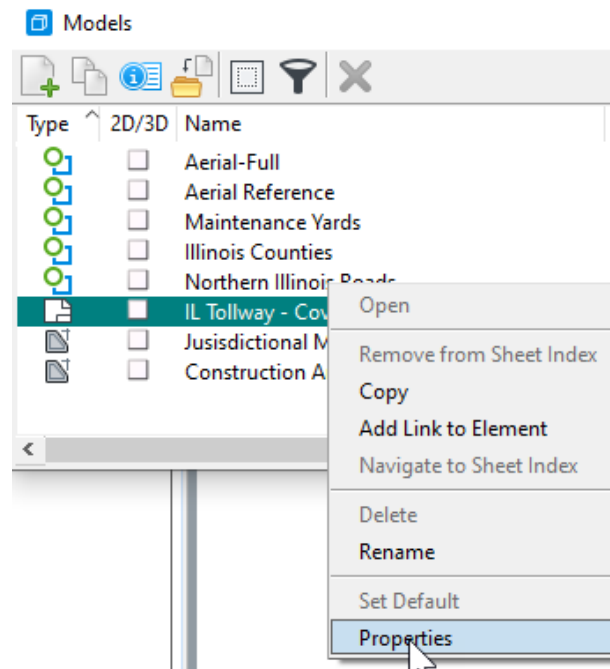 Models
Type 2D/3D Name
Aerial-Full
Aerial Reference
Maintenance Yards
Illinois Counties
Northern Illinois Roads
IL Tollway - Cov
Jusisdictional M
Construction A
Open
Remove from Sheet Index
Copy
Add Link to Element
Navigate to Sheet Index
Delete
Rename
Set Default
Properties